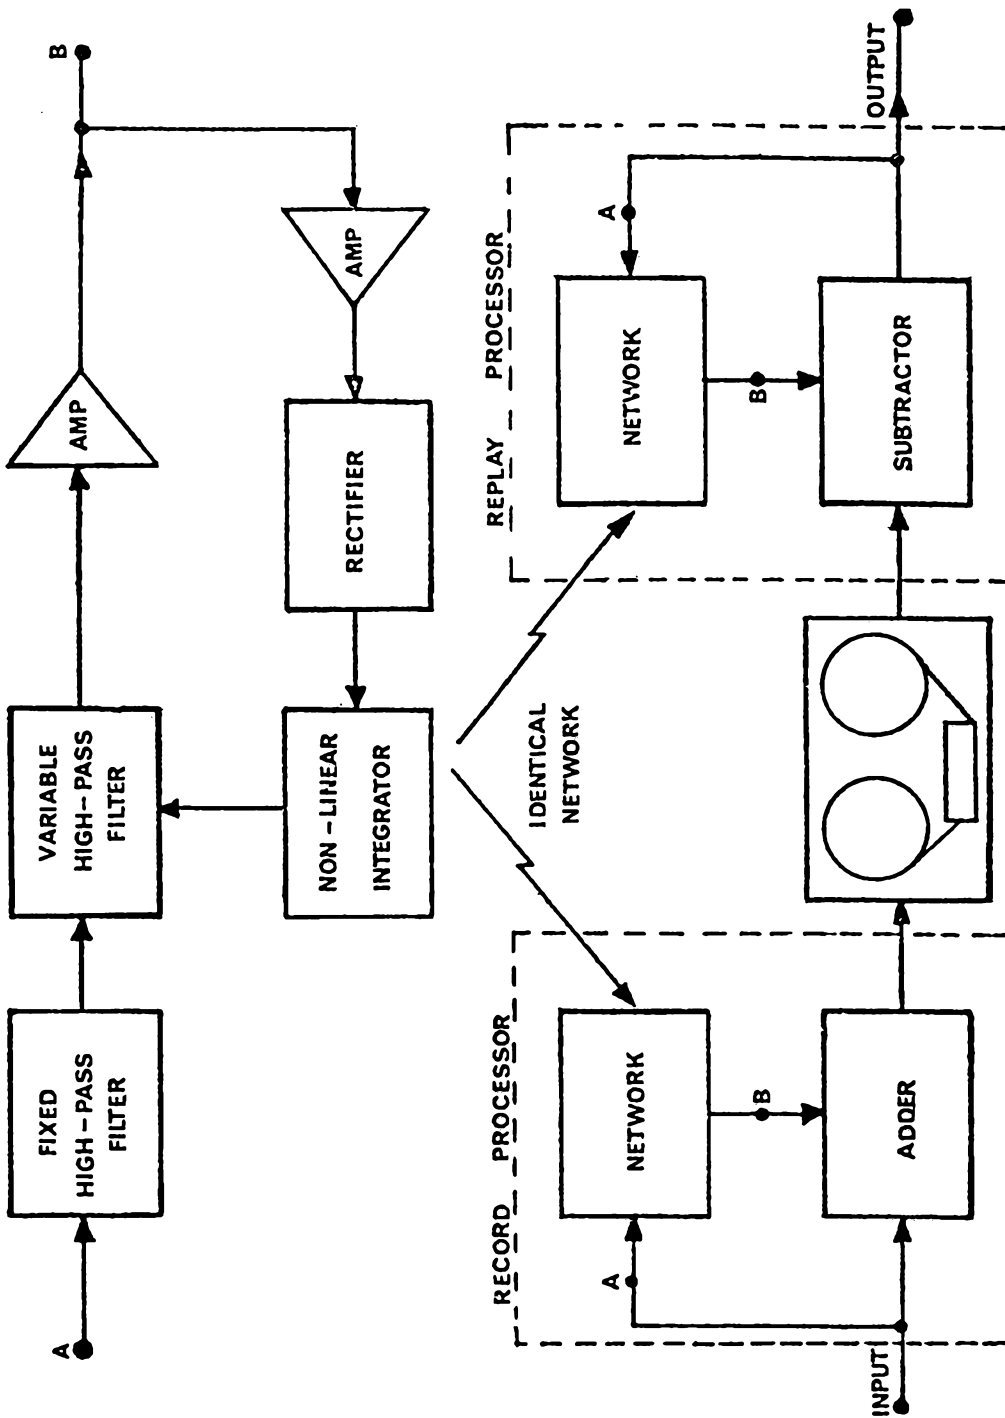 A
FIXED
HIGH-PASS
FILTER
VARIABLE
HIGH-PASS
FILTER
AMP
B
NON-LINEAR
INTEGRATOR
RECTIFIER
AMP
IDENTICAL
NETWORK
RECORD PROCESSOR
A
NETWORK
B
INPUT
ADDER
REPLAY PROCESSOR
NETWORK
A
B
SUBTRACTOR
OUTPUT